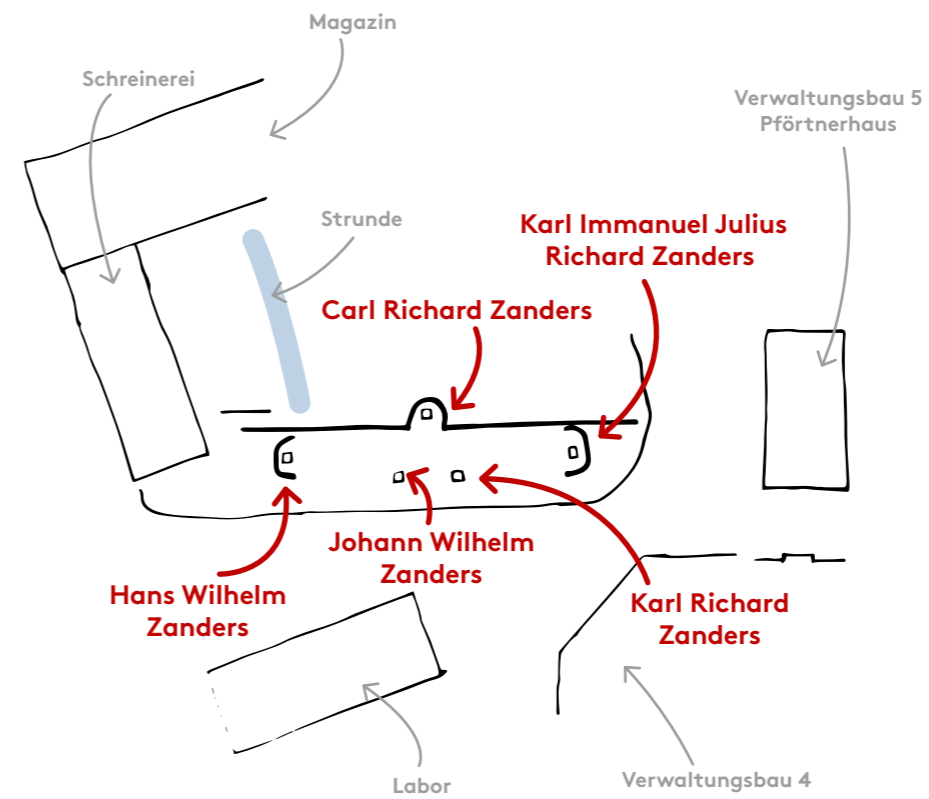 Magazin
Schreinerei
Verwaltungsbau 5
Pförtnerhaus
Strunde
Karl Immanuel Julius
Richard Zanders
Carl Richard Zanders
Johann Wilhelm
Zanders
Hans Wilhelm
Zanders
Karl Richard
Zanders
Labor
Verwaltungsbau 4